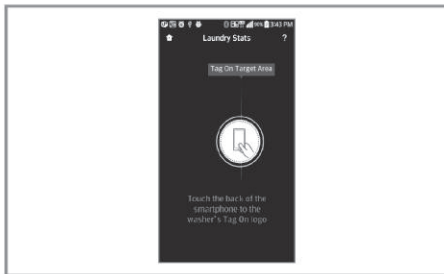 90% 3:43 PM
Laundry Stats ?
Tag On Target Area
Touch the back of the
smartphone to the
washer's Tag On logo